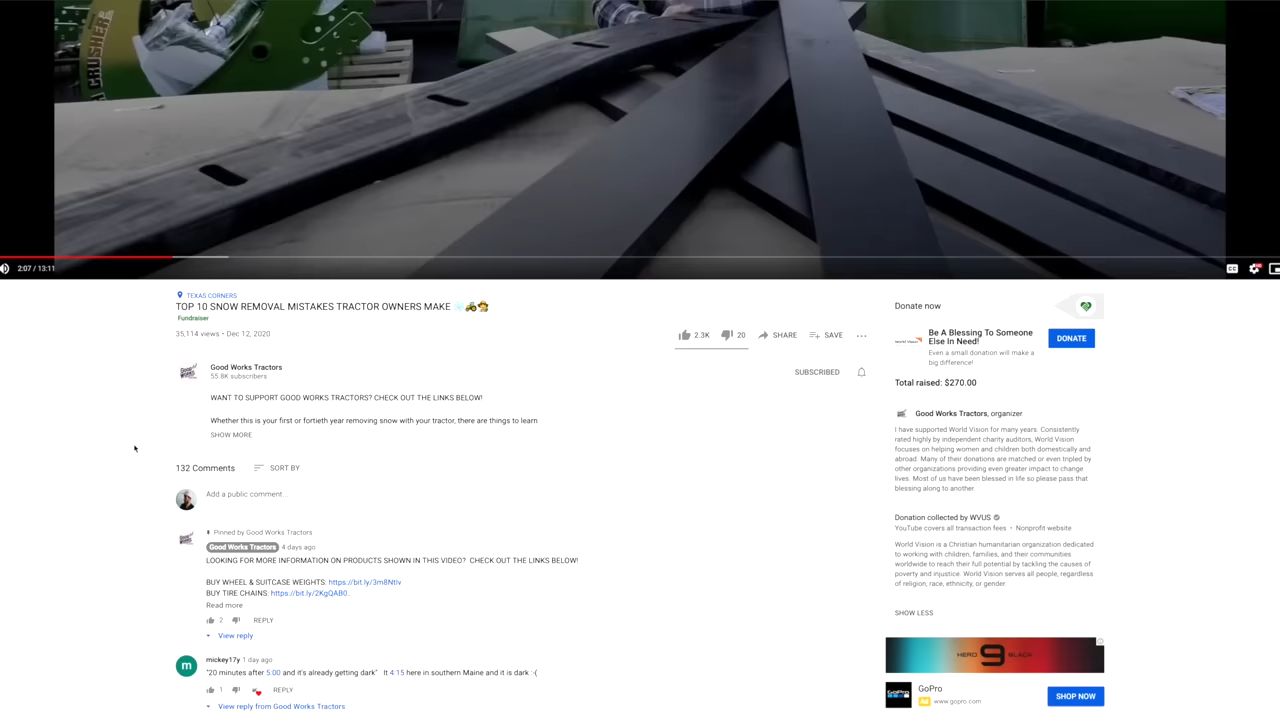 CRUSHER
2:07 / 13:11
CC
TEXAS CORNERS
TOP 10 SNOW REMOVAL MISTAKES TRACTOR OWNERS MAKE
Fundraiser
35,114 views • Dec 12, 2020
2.3K
20
SHARE
SAVE
Good Works Tractors
55.8K subscribers
SUBSCRIBED
WANT TO SUPPORT GOOD WORKS TRACTORS? CHECK OUT THE LINKS BELOW!
Whether this is your first or fortieth year removing snow with your tractor, there are things to learn
SHOW MORE
132 Comments
SORT BY
Add a public comment...
Pinned by Good Works Tractors
Good Works Tractors 4 days ago
LOOKING FOR MORE INFORMATION ON PRODUCTS SHOWN IN THIS VIDEO? CHECK OUT THE LINKS BELOW!
BUY WHEEL & SUITCASE WEIGHTS: https://bit.ly/3m8NtIv
BUY TIRE CHAINS: https://bit.ly/2KgQAB0.
Read more
2
REPLY
View reply
m
mickey17y 1 day ago
"20 minutes after 5:00 and it's already getting dark" It 4:15 here in southern Maine and it is dark :-(
1
REPLY
View reply from Good Works Tractors
Donate now
World Vision
Be A Blessing To Someone
Else In Need!
Even a small donation will make a
big difference!
DONATE
Total raised: $270.00
Good Works Tractors, organizer
I have supported World Vision for many years. Consistently
rated highly by independent charity auditors, World Vision
focuses on helping women and children both domestically and
abroad. Many of their donations are matched or even tripled by
other organizations providing even greater impact to change
lives. Most of us have been blessed in life so please pass that
blessing along to another.
Donation collected by WVUS
YouTube covers all transaction fees • Nonprofit website
World Vision is a Christian humanitarian organization dedicated
to working with children, families, and their communities
worldwide to reach their full potential by tackling the causes of
poverty and injustice. World Vision serves all people, regardless
of religion, race, ethnicity, or gender.
SHOW LESS
HERO 9 BLACK
GoPro
GoPro
Ad www.gopro.com
SHOP NOW